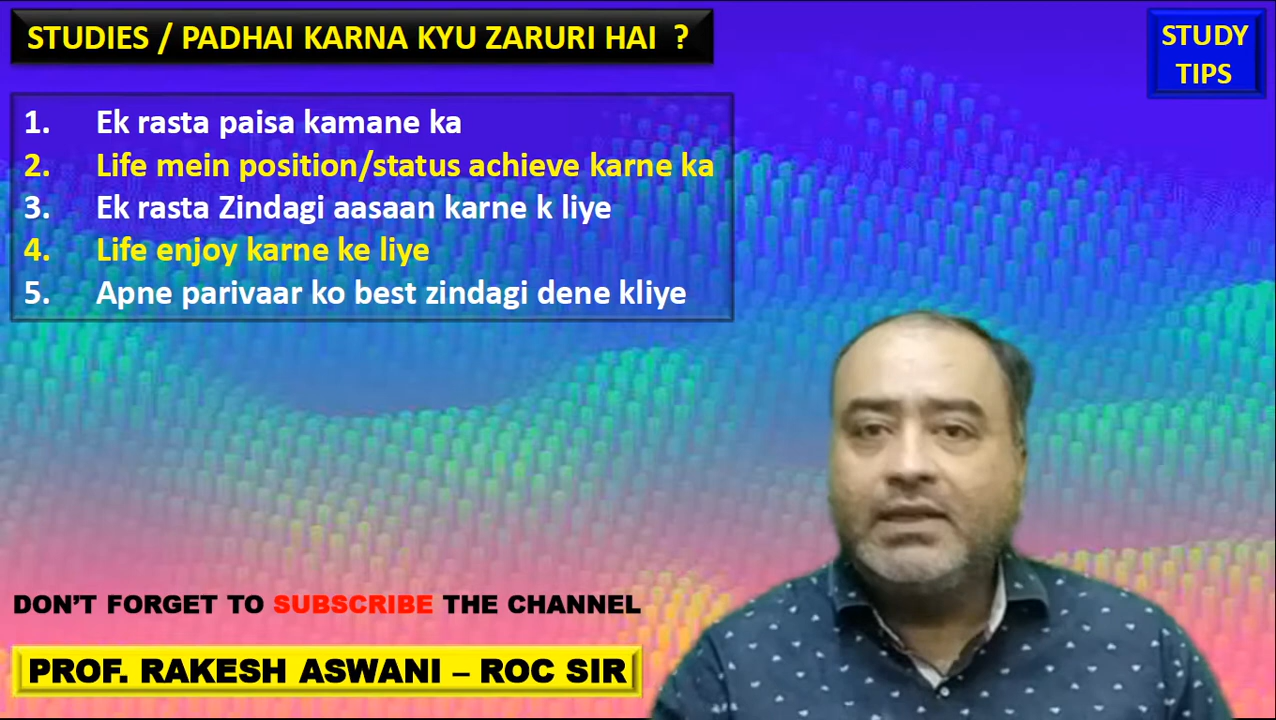 STUDIES / PADHAI KARNA KYU ZARURI HAI ?
STUDY
TIPS
1. Ek rasta paisa kamane ka
2. Life mein position/status achieve karne ka
3. Ek rasta Zindagi aasaan karne k liye
4. Life enjoy karne ke liye
5. Apne parivaar ko best zindagi dene kliye
DON'T FORGET TO SUBSCRIBE THE CHANNEL
PROF. RAKESH ASWANI – ROC SIR